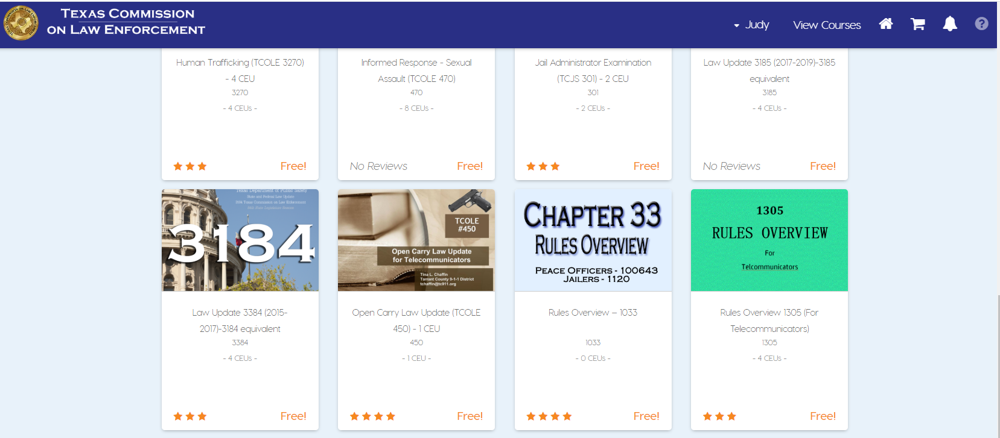 TEXAS COMMISSION
ON LAW ENFORCEMENT
Judy
View Courses
?
Human Trafficking (TCOLE 3270)
- 4 CEU
3270
- 4 CEUs -
Free!
Informed Response - Sexual
Assault (TCOLE 470)
470
- 8 CEUs -
No Reviews
Free!
Jail Administrator Examination
(TCJS 301) - 2 CEU
301
- 2 CEUs -
Free!
Law Update 3185 (2017-2019)-3185
equivalent
3185
- 4 CEUs -
No Reviews
Free!
Texas Department of Public Safety
State and Federal Law Update
3184 Texas Commission on Law Enforcement
84th State Legislative Session
3184
Law Update 3384 (2015-
2017)-3184 equivalent
3384
- 4 CEUs -
Free!
TCOLE
#450
Open Carry Law Update
for Telecommunicators
Tina L. Chaffin
Tarrant County 9-1-1 District
tchaffin@tc911.org
Open Carry Law Update (TCOLE
450) - 1 CEU
450
- 1 CEU -
Free!
CHAPTER 33
RULES OVERVIEW
PEACE OFFICERS - 100643
JAILERS - 1120
Rules Overview – 1033
1033
- 0 CEUs -
Free!
1305
RULES OVERVIEW
For
Telcommunicators
Rules Overview 1305 (For
Telecommunicators)
1305
- 4 CEUs -
Free!